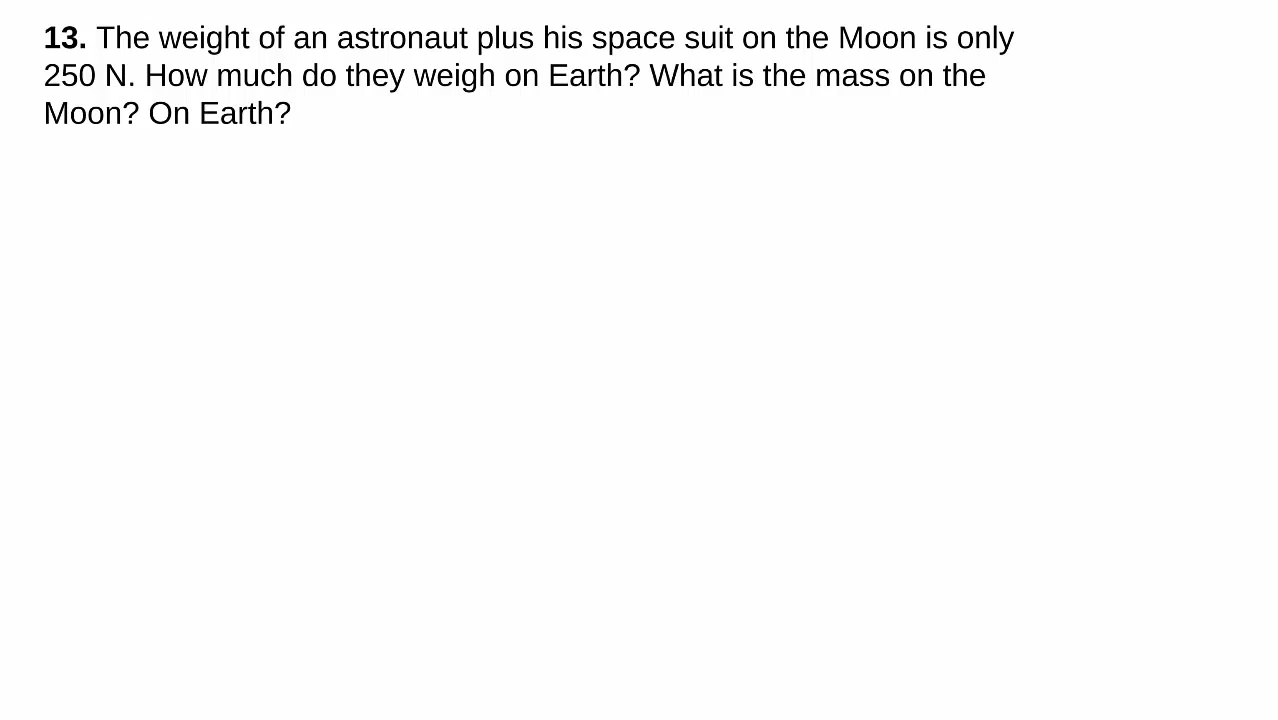 13. The weight of an astronaut plus his space suit on the Moon is only
250 N. How much do they weigh on Earth? What is the mass on the
Moon? On Earth?